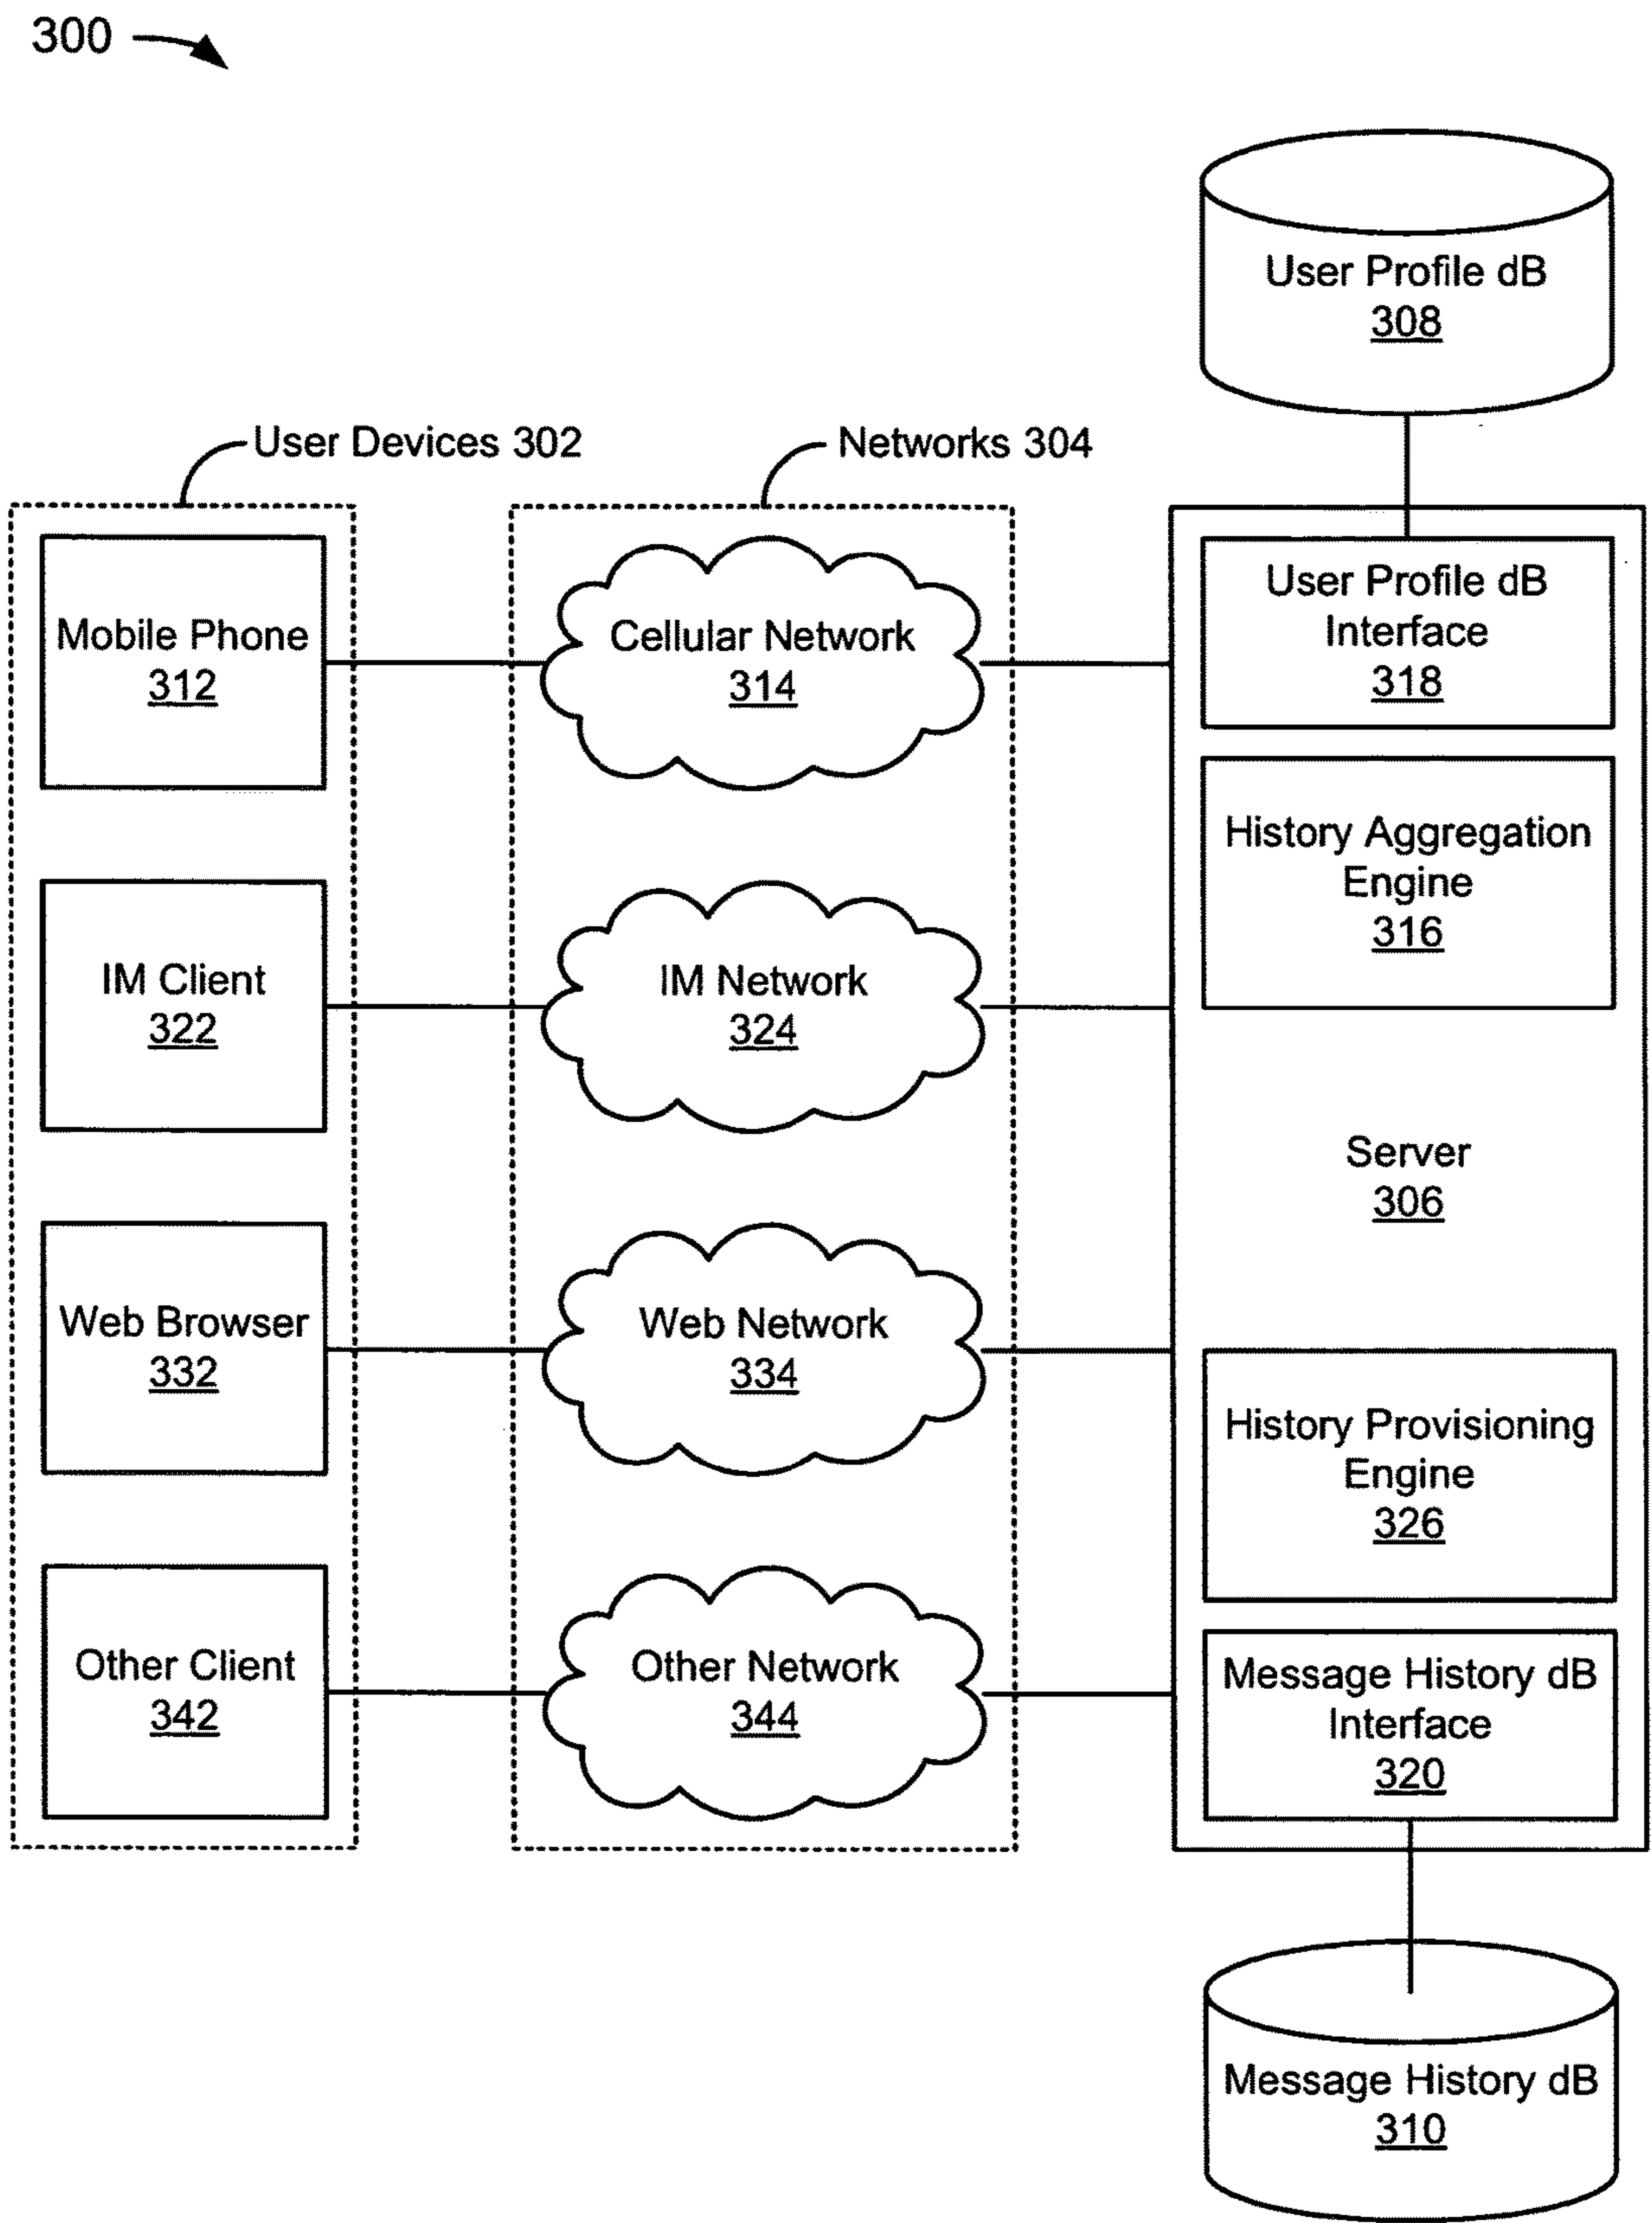 300
User Profile dB
308
User Devices 302
Networks 304
Mobile Phone
312
Cellular Network
314
User Profile dB
Interface
318
History Aggregation
Engine
316
IM Client
322
IM Network
324
Server
306
Web Browser
332
Web Network
334
History Provisioning
Engine
326
Other Client
342
Other Network
344
Message History dB
Interface
320
Message History dB
310